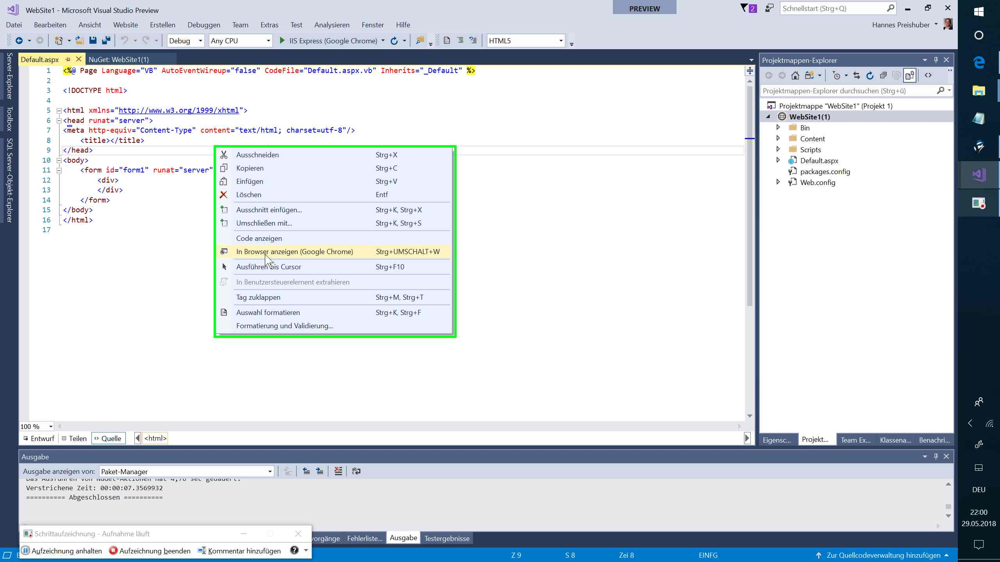 WebSite1 - Microsoft Visual Studio Preview
PREVIEW
2
Schnellstart (Strg+Q)
Datei Bearbeiten Ansicht Website Erstellen Debuggen Team Extras Test Analysieren Fenster Hilfe
Hannes Preishuber
Debug Any CPU IIS Express (Google Chrome) HTML5
Server-Explorer
Toolbox
SQL Server-Objekt-Explorer
Default.aspx NuGet: WebSite1(1)
1 <%@ Page Language="VB" AutoEventWireup="false" CodeFile="Default.aspx.vb" Inherits="_Default" %>
2
3 <!DOCTYPE html>
4
5 <html xmlns="http://www.w3.org/1999/xhtml">
6 <head runat="server">
7 <meta http-equiv="Content-Type" content="text/html; charset=utf-8"/>
8 <title></title>
9 </head>
10 <body>
11 <form id="form1" runat="server"
12 <div>
13 </div>
14 </form>
15 </body>
16 </html>
17
Ausschneiden Strg+X
Kopieren Strg+C
Einfügen Strg+V
Löschen Entf
Ausschnitt einfügen... Strg+K, Strg+X
Umschließen mit... Strg+K, Strg+S
Code anzeigen
In Browser anzeigen (Google Chrome) Strg+UMSCHALT+W
Ausführen bis Cursor Strg+F10
In Benutzersteuerelement extrahieren
Tag zuklappen Strg+M, Strg+T
Auswahl formatieren Strg+K, Strg+F
Formatierung und Validierung...
100 %
Entwurf Teilen Quelle <html>
Projektmappen-Explorer
Projektmappen-Explorer durchsuchen (Strg+ü)
Projektmappe "WebSite1" (Projekt 1)
WebSite1(1)
Bin
Content
Scripts
Default.aspx
packages.config
Web.config
Eigensc... Projekt... Team Ex... Klassena... Benachri...
Ausgabe
Ausgabe anzeigen von: Paket-Manager
Das Ausführen von NuGet-Aktionen hat 4,76 sec gedauert.
Verstrichene Zeit: 00:00:07.3569932
========== Abgeschlossen ==========
Schrittaufzeichnung - Aufnahme läuft
Aufzeichnung anhalten Aufzeichnung beenden Kommentar hinzufügen
vorgänge Fehlerliste... Ausgabe Testergebnisse
Z 9 S 8 Zei 8 EINFG Zur Quellcodeverwaltung hinzufügen
DEU
22:00
29.05.2018